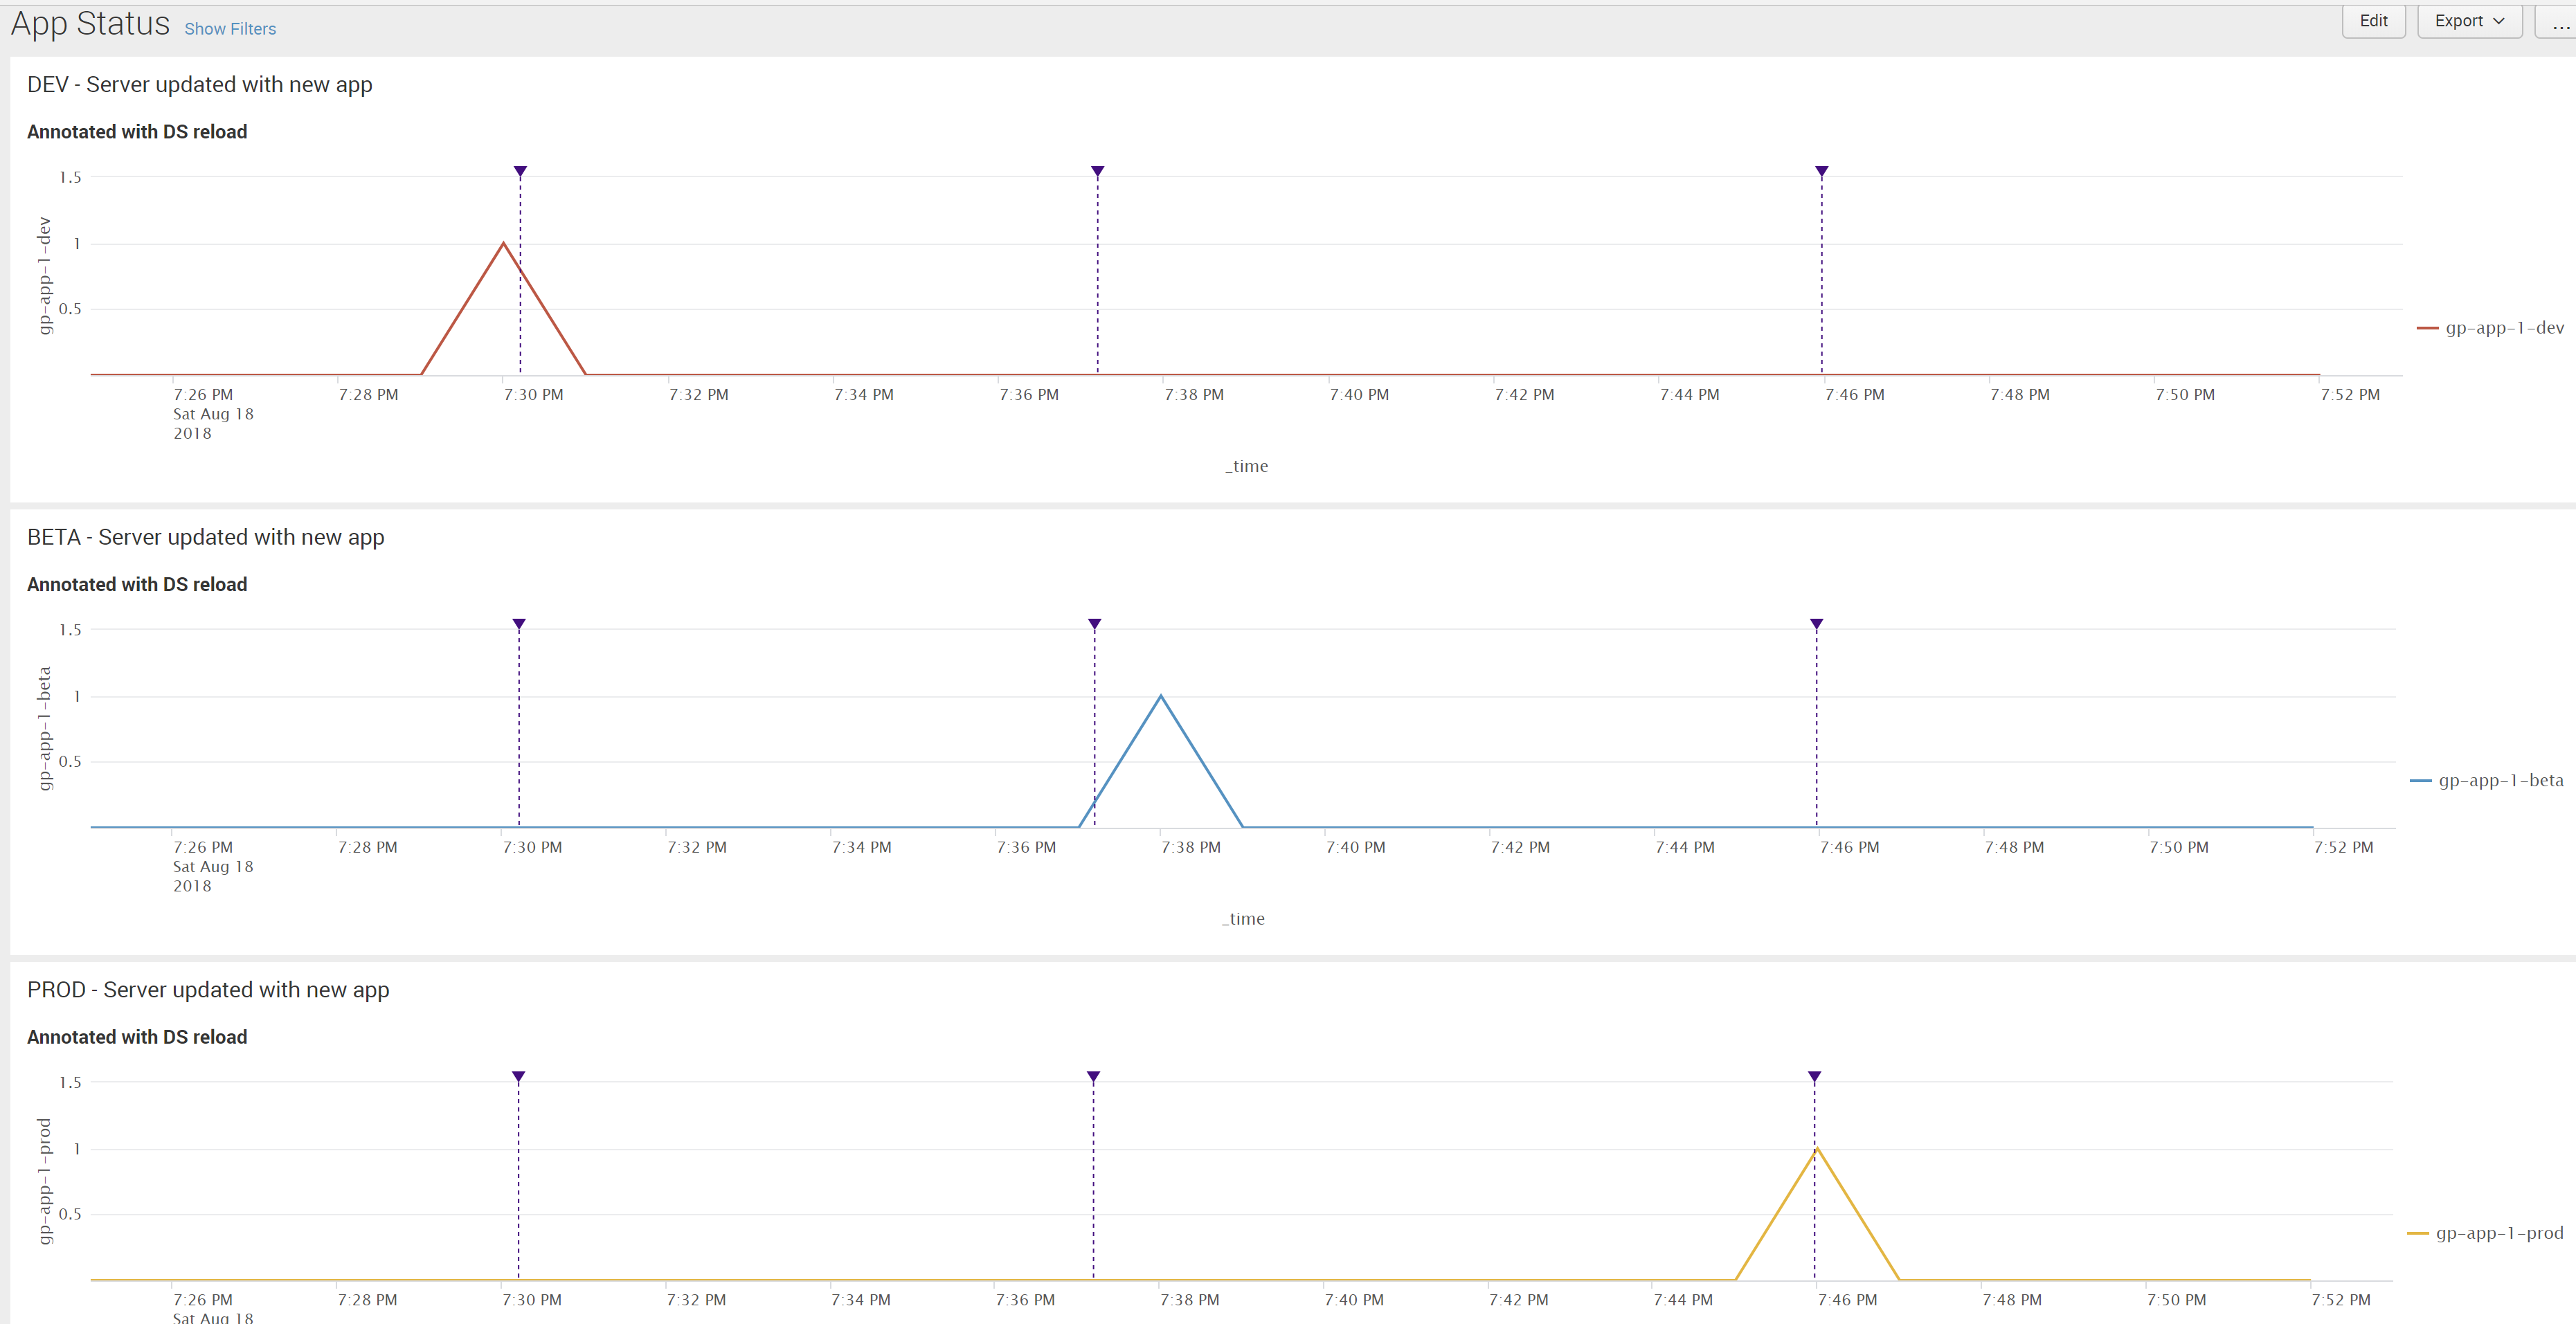 App Status Show Filters Edit Export ...
DEV - Server updated with new app
Annotated with DS reload
1.5
1
0.5
gp-app-1-dev
gp-app-1-dev
7:26 PM 7:28 PM 7:30 PM 7:32 PM 7:34 PM 7:36 PM 7:38 PM 7:40 PM 7:42 PM 7:44 PM 7:46 PM 7:48 PM 7:50 PM 7:52 PM
Sat Aug 18
2018
_time
BETA - Server updated with new app
Annotated with DS reload
1.5
1
0.5
gp-app-1-beta
gp-app-1-beta
7:26 PM 7:28 PM 7:30 PM 7:32 PM 7:34 PM 7:36 PM 7:38 PM 7:40 PM 7:42 PM 7:44 PM 7:46 PM 7:48 PM 7:50 PM 7:52 PM
Sat Aug 18
2018
_time
PROD - Server updated with new app
Annotated with DS reload
1.5
1
0.5
gp-app-1-prod
gp-app-1-prod
7:26 PM 7:28 PM 7:30 PM 7:32 PM 7:34 PM 7:36 PM 7:38 PM 7:40 PM 7:42 PM 7:44 PM 7:46 PM 7:48 PM 7:50 PM 7:52 PM
Sat Aug 18